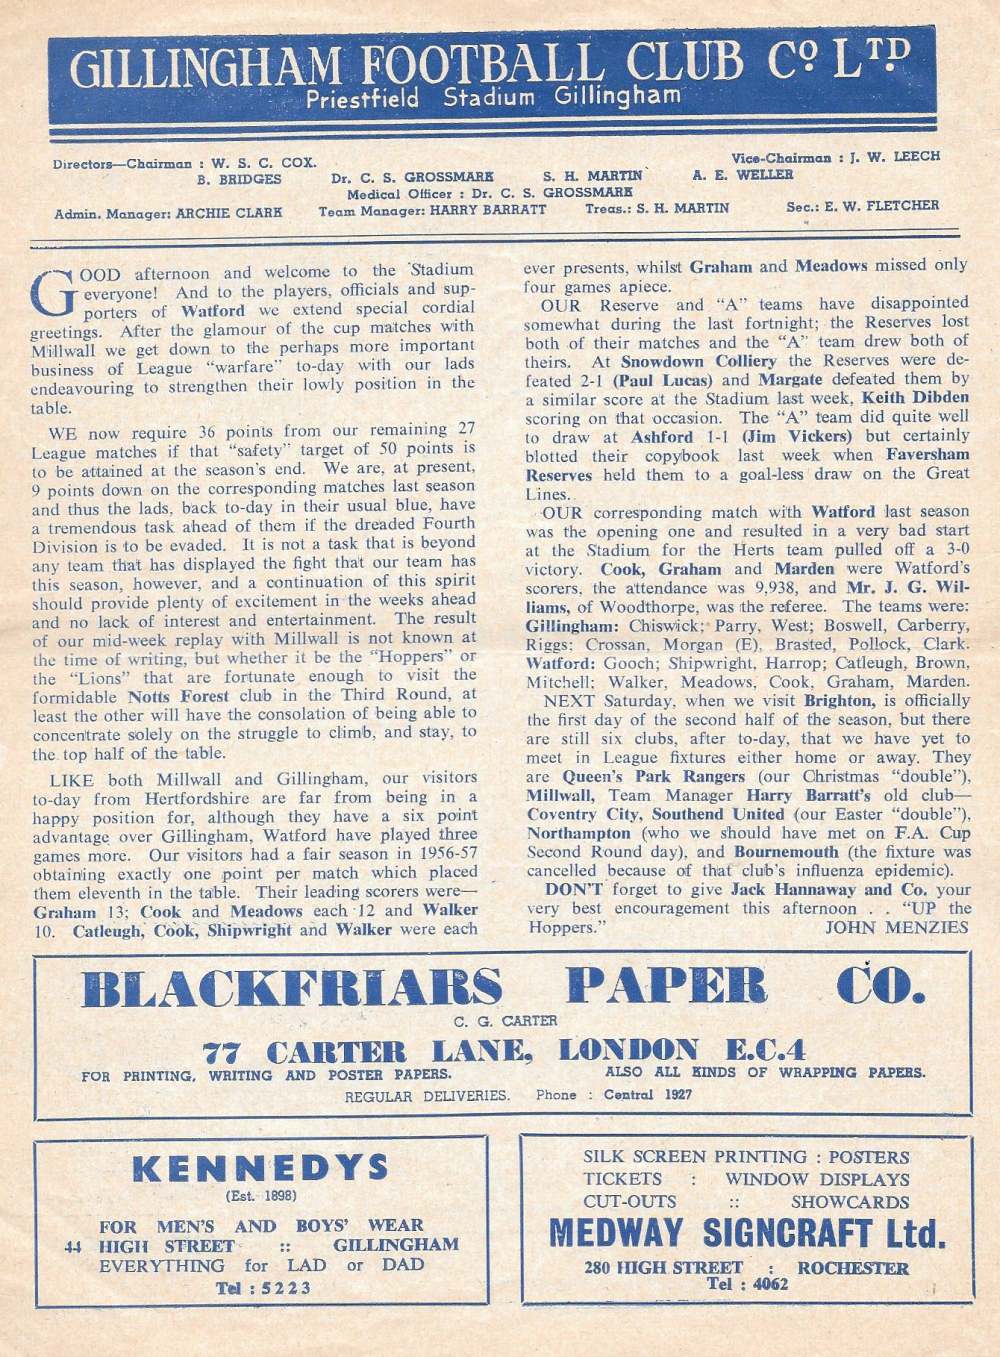 GILLINGHAM FOOTBALL CLUB Cº LTD
Priestfield Stadium Gillingham
Directors—Chairman : W. S. C. COX. Vice-Chairman : J. W. LEECH
B. BRIDGES Dr. C. S. GROSSMARK S. H. MARTIN A. E. WELLER
Medical Officer : Dr. C. S. GROSSMARK
Admin. Manager: ARCHIE CLARK Team Manager: HARRY BARRATT Treas.: S. H. MARTIN Sec.: E. W. FLETCHER
GOOD afternoon and welcome to the Stadium
everyone! And to the players, officials and sup-
porters of Watford we extend special cordial
greetings. After the glamour of the cup matches with
Millwall we get down to the perhaps more important
business of League "warfare" to-day with our lads
endeavouring to strengthen their lowly position in the
table.
WE now require 36 points from our remaining 27
League matches if that "safety" target of 50 points is
to be attained at the season's end. We are, at present,
9 points down on the corresponding matches last season
and thus the lads, back to-day in their usual blue, have
a tremendous task ahead of them if the dreaded Fourth
Division is to be evaded. It is not a task that is beyond
any team that has displayed the fight that our team has
this season, however, and a continuation of this spirit
should provide plenty of excitement in the weeks ahead
and no lack of interest and entertainment. The result
of our mid-week replay with Millwall is not known at
the time of writing, but whether it be the "Hoppers" or
the "Lions" that are fortunate enough to visit the
formidable Notts Forest club in the Third Round, at
least the other will have the consolation of being able to
concentrate solely on the struggle to climb, and stay, to
the top half of the table.
LIKE both Millwall and Gillingham, our visitors
to-day from Hertfordshire are far from being in a
happy position for, although they have a six point
advantage over Gillingham, Watford have played three
games more. Our visitors had a fair season in 1956-57
obtaining exactly one point per match which placed
them eleventh in the table. Their leading scorers were—
Graham 13; Cook and Meadows each 12 and Walker
10. Catleugh, Cook, Shipwright and Walker were each
ever presents, whilst Graham and Meadows missed only
four games apiece.
OUR Reserve and "A" teams have disappointed
somewhat during the last fortnight; the Reserves lost
both of their matches and the "A" team drew both of
theirs. At Snowdown Colliery the Reserves were de-
feated 2-1 (Paul Lucas) and Margate defeated them by
a similar score at the Stadium last week, Keith Dibden
scoring on that occasion. The "A" team did quite well
to draw at Ashford 1-1 (Jim Vickers) but certainly
blotted their copybook last week when Faversham
Reserves held them to a goal-less draw on the Great
Lines.
OUR corresponding match with Watford last season
was the opening one and resulted in a very bad start
at the Stadium for the Herts team pulled off a 3-0
victory. Cook, Graham and Marden were Watford's
scorers, the attendance was 9,938, and Mr. J. G. Wil-
liams, of Woodthorpe, was the referee. The teams were:
Gillingham: Chiswick; Parry, West; Boswell, Carberry,
Riggs; Crossan, Morgan (E), Brasted, Pollock, Clark.
Watford: Gooch; Shipwright, Harrop; Catleugh, Brown,
Mitchell; Walker, Meadows, Cook, Graham, Marden.
NEXT Saturday, when we visit Brighton, is officially
the first day of the second half of the season, but there
are still six clubs, after to-day, that we have yet to
meet in League fixtures either home or away. They
are Queen's Park Rangers (our Christmas "double"),
Millwall, Team Manager Harry Barratt's old club—
Coventry City, Southend United (our Easter "double"),
Northampton (who we should have met on F.A. Cup
Second Round day), and Bournemouth (the fixture was
cancelled because of that club's influenza epidemic).
DON'T forget to give Jack Hannaway and Co. your
very best encouragement this afternoon . . "UP the
Hoppers." JOHN MENZIES
BLACKFRIARS PAPER CO.
C. G. CARTER
77 CARTER LANE, LONDON E.C.4
FOR PRINTING, WRITING AND POSTER PAPERS. ALSO ALL KINDS OF WRAPPING PAPERS.
REGULAR DELIVERIES. Phone : Central 1927
KENNEDYS
(Est. 1898)
FOR MEN'S AND BOYS' WEAR
44 HIGH STREET :: GILLINGHAM
EVERYTHING for LAD or DAD
Tel : 5223
SILK SCREEN PRINTING : POSTERS
TICKETS : WINDOW DISPLAYS
CUT-OUTS :: SHOWCARDS
MEDWAY SIGNCRAFT Ltd.
280 HIGH STREET : ROCHESTER
Tel : 4062